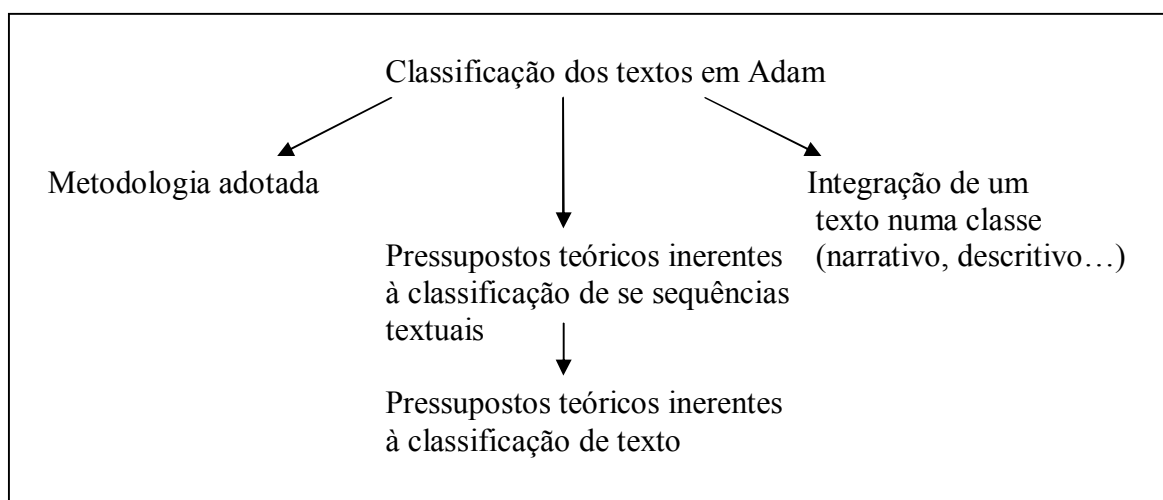 Classificação dos textos em Adam
Metodologia adotada
Integração de um
texto numa classe
(narrativo, descritivo…)
Pressupostos teóricos inerentes
à classificação de se sequências
textuais
Pressupostos teóricos inerentes
à classificação de texto